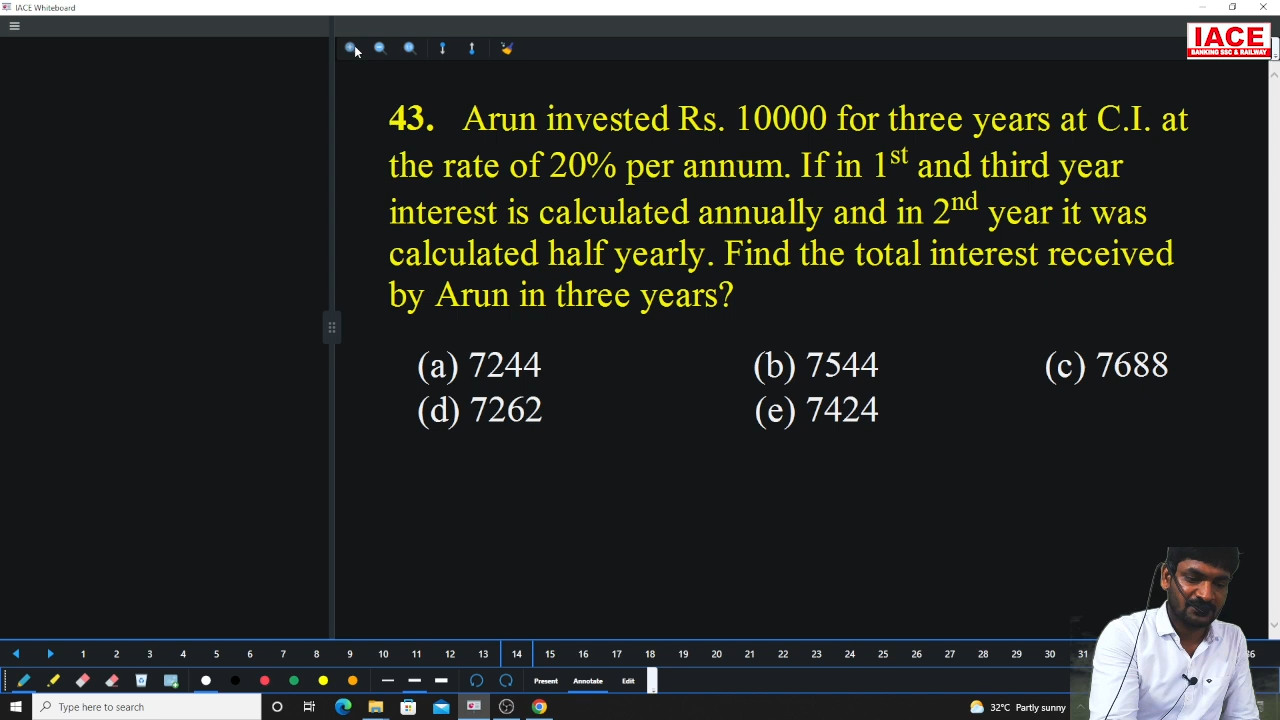 IACE Whiteboard
IACE
BANKING SSC & RAILWAY
43. Arun invested Rs. 10000 for three years at C.I. at
the rate of 20% per annum. If in 1st and third year
interest is calculated annually and in 2nd year it was
calculated half yearly. Find the total interest received
by Arun in three years?
(a) 7244 (b) 7544 (c) 7688
(d) 7262 (e) 7424
1 2 3 4 5 6 7 8 9 10 11 12 13 14 15 16 17 18 19 20 21 22 23 24 25 26 27 28 29 30 31 36
Present Annotate Edit
Type here to search 32°C Partly sunny